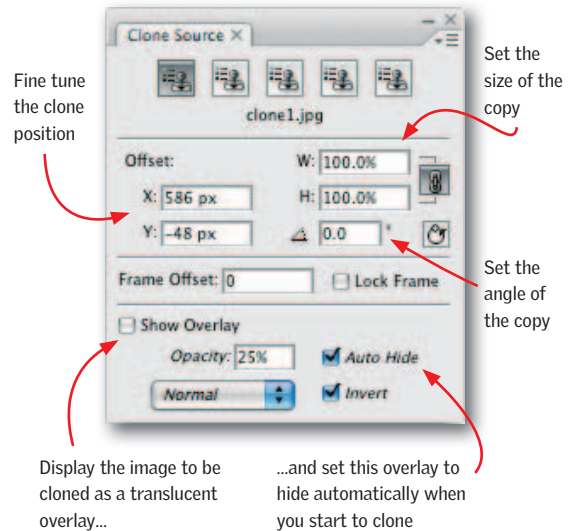 Clone Source ×
clone1.jpg
Offset:
X: 586 px
Y: -48 px
W: 100.0%
H: 100.0%
0.0 °
Frame Offset: 0
Lock Frame
Show Overlay
Opacity: 25%
Auto Hide
Normal
Invert
Fine tune
the clone
position
Set the
size of the
copy
Set the
angle of
the copy
Display the image to be
cloned as a translucent
overlay...
...and set this overlay to
hide automatically when
you start to clone